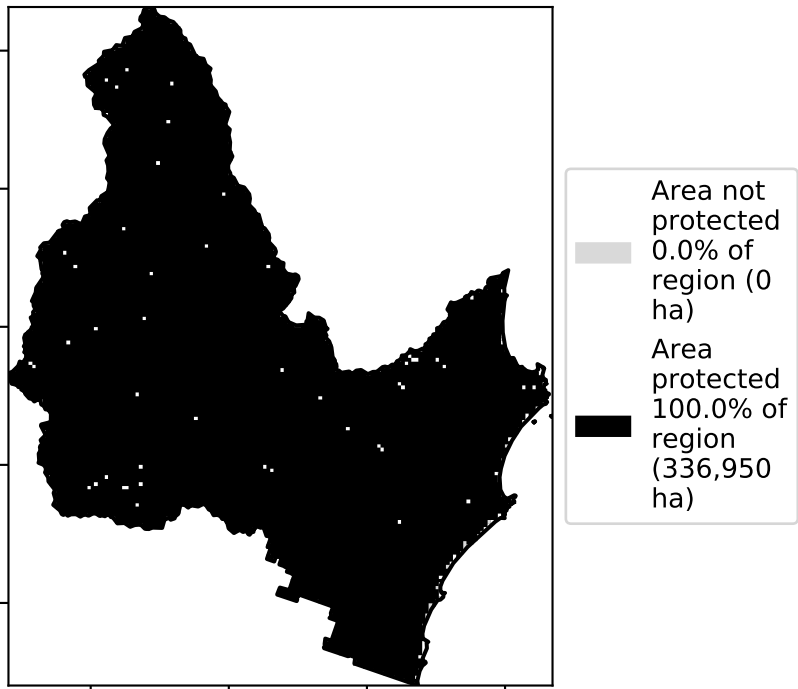 Area not
protected
0.0% of
region (0
ha)
Area
protected
100.0% of
region
(336,950
ha)